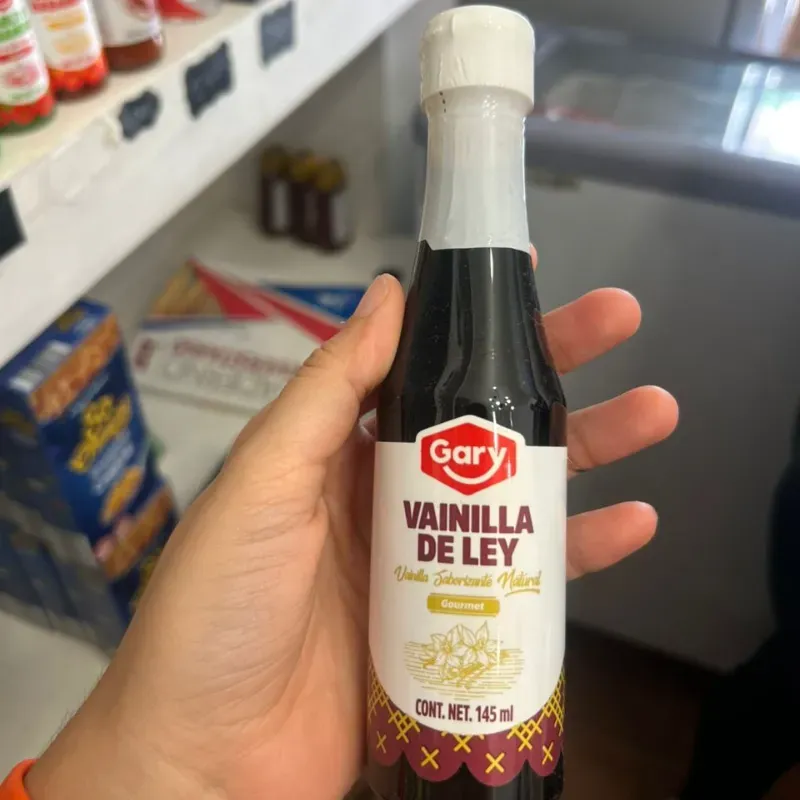 Gary
VAINILLA
DE LEY
Vainilla Saborizante Natural
Gourmet
CONT. NET. 145 ml